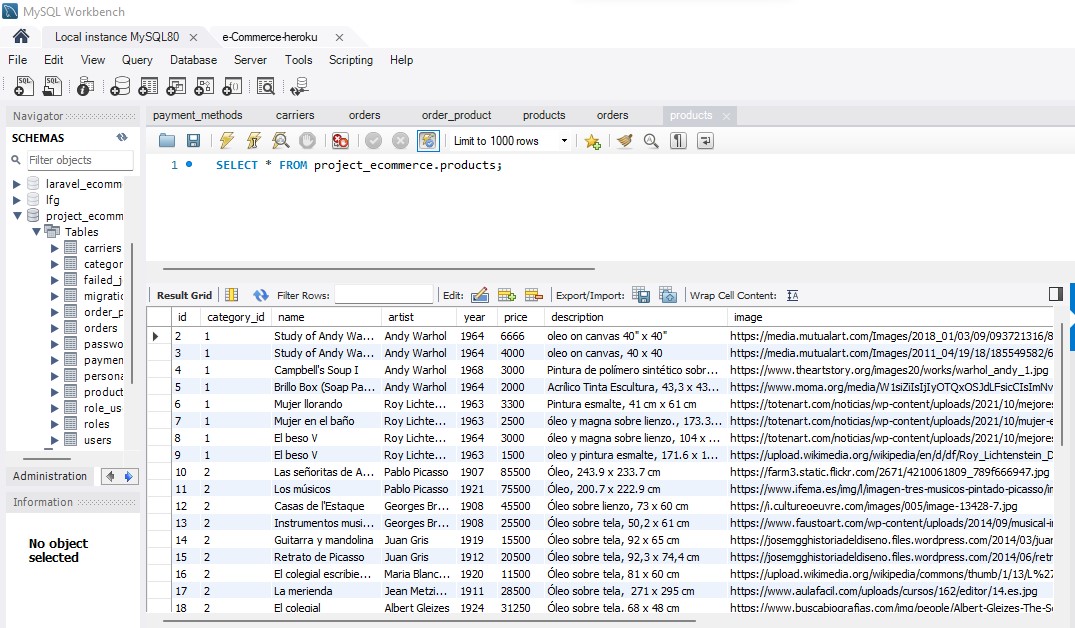 MySQL Workbench
Local instance MySQL80 e-Commerce-heroku
File Edit View Query Database Server Tools Scripting Help
Navigator payment_methods carriers orders order_product products orders products
SCHEMAS Limit to 1000 rows
Filter objects 1 SELECT * FROM project_ecommerce.products;
laravel_ecomm
lfg
project_ecomm
Tables
carriers
categor
failed_j
migratic
order_p
orders
passwo
paymen
persona
product
role_us
roles
users
Administration
Information
No object
selected
Result Grid Filter Rows: Edit: Export/Import: Wrap Cell Content:
id category_id name artist year price description image
2 1 Study of Andy Wa... Andy Warhol 1964 6666 oleo on canvas 40" x 40" https://media.mutualart.com/Images/2018_01/03/09/093721316/8
3 1 Study of Andy Wa... Andy Warhol 1964 4000 oleo on canvas, 40 x 40 https://media.mutualart.com/Images/2011_04/19/18/185549582/6
4 1 Campbell's Soup I Andy Warhol 1968 3000 Pintura de polímero sintético sobr... https://www.theartstory.org/images20/works/warhol_andy_1.jpg
5 1 Brillo Box (Soap Pa... Andy Warhol 1964 2000 Acrílico Tinta Escultura, 43,3 x 43... https://www.moma.org/media/W1siZiIsIjIyOTQxOSJdLFsicCIsImNv
6 1 Mujer llorando Roy Lichte... 1963 3300 Pintura esmalte, 41 cm x 61 cm https://totenart.com/noticias/wp-content/uploads/2021/10/mejores
7 1 Mujer en el baño Roy Lichte... 1963 2500 óleo y magna sobre lienzo., 173.3... https://totenart.com/noticias/wp-content/uploads/2021/10/mujer-e
8 1 El beso V Roy Lichte... 1964 3000 óleo y magna sobre lienzo, 104 x ... https://totenart.com/noticias/wp-content/uploads/2021/10/mejores
9 1 El beso V Roy Lichte... 1963 1500 oleo y pintura esmalte, 171.6 x 1... https://upload.wikimedia.org/wikipedia/en/d/df/Roy_Lichtenstein_D
10 2 Las señoritas de A... Pablo Picasso 1907 85500 Óleo, 243.9 x 233.7 cm https://farm3.static.flickr.com/2671/4210061809_789f666947.jpg
11 2 Los músicos Pablo Picasso 1921 75500 Óleo, 200.7 x 222.9 cm https://www.ifema.es/img/l/imagen-tres-musicos-pintado-picasso/in
12 2 Casas de l'Estaque Georges Br... 1908 45500 Óleo sobre lienzo, 73 x 60 cm https://i.cultureoeuvre.com/images/005/image-13428-7.jpg
13 2 Instrumentos musi... Georges Br... 1908 25500 Óleo sobre tela, 50,2 x 61 cm https://www.faustoart.com/wp-content/uploads/2014/09/musical-i
14 2 Guitarra y mandolina Juan Gris 1919 15500 Óleo sobre tela, 92 x 65 cm https://josemgghistoriadeldiseno.files.wordpress.com/2014/03/juar
15 2 Retrato de Picasso Juan Gris 1912 20500 Óleo sobre tela, 92,3 x 74,4 cm https://josemgghistoriadeldiseno.files.wordpress.com/2014/06/retr
16 2 El colegial escribie... Maria Blanc... 1920 11500 Óleo sobre tela, 81 x 60 cm https://upload.wikimedia.org/wikipedia/commons/thumb/1/13/L%27
17 2 La merienda Jean Metzi... 1911 28500 Óleo sobre tela, 271 x 295 cm https://www.aulafacil.com/uploads/cursos/162/editor/14.es.jpg
18 2 El colegial Albert Gleizes 1924 31250 Óleo sobre tela. 68 x 48 cm https://www.buscabiografias.com/img/people/Albert-Gleizes-The-Sc